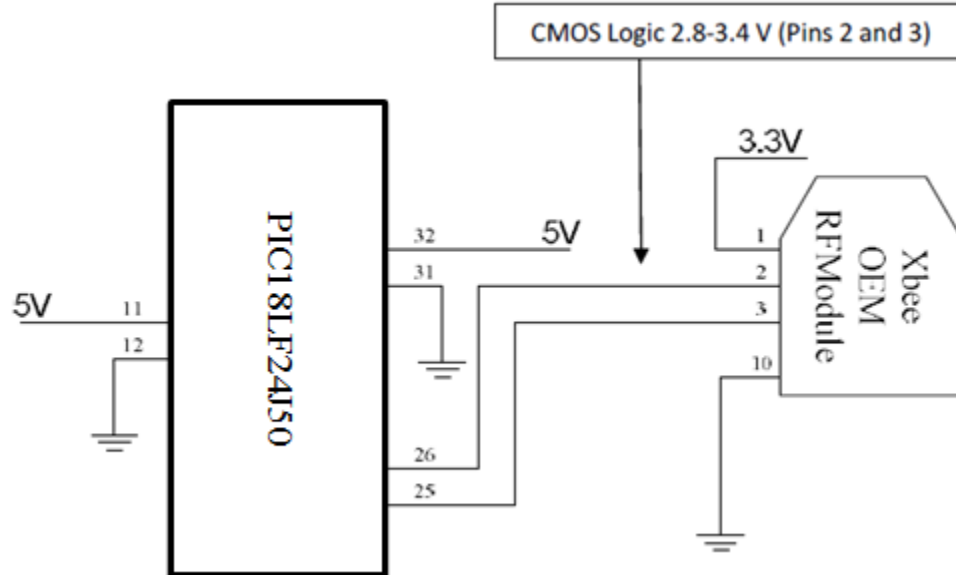 CMOS Logic 2.8-3.4 V (Pins 2 and 3)
3.3V
PIC18LF24J50
32
5V
31
5V
11
12
26
25
1
2
3
10
Xbee
OEM
RFModule